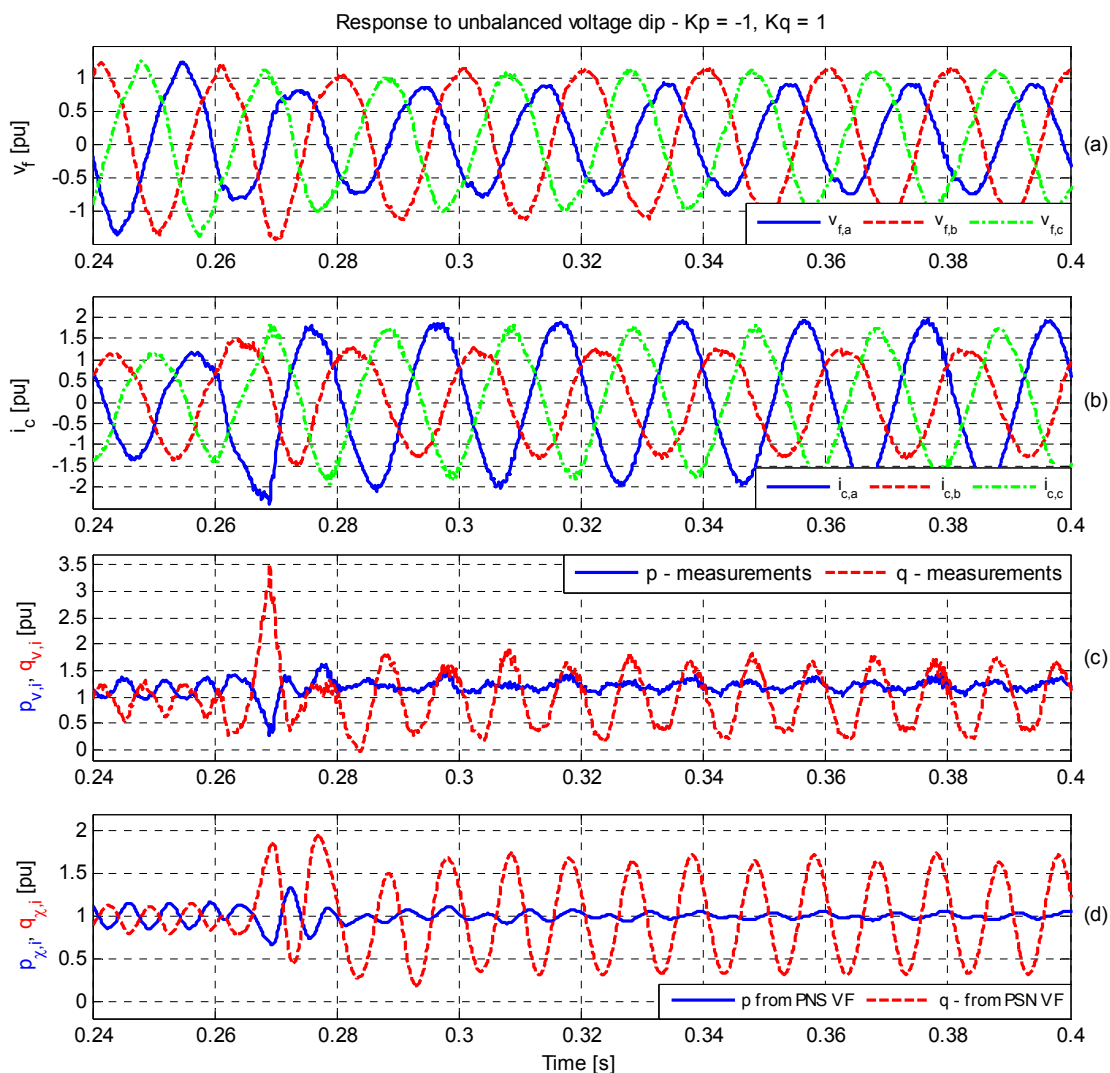 Response to unbalanced voltage dip - Kp = -1, Kq = 1
v_f [pu]
1
0.5
0
-0.5
-1
(a)
v_f,a v_f,b v_f,c
0.24 0.26 0.28 0.3 0.32 0.34 0.36 0.38 0.4
i_c [pu]
2
1.5
1
0.5
0
-0.5
-1
-1.5
-2
(b)
i_c,a i_c,b i_c,c
0.24 0.26 0.28 0.3 0.32 0.34 0.36 0.38 0.4
p_v,i, q_v,i [pu]
3.5
3
2.5
2
1.5
1
0.5
0
(c)
p - measurements q - measurements
0.24 0.26 0.28 0.3 0.32 0.34 0.36 0.38 0.4
p_χ,i, q_χ,i [pu]
2
1.5
1
0.5
0
(d)
p from PNS VF q - from PSN VF
0.24 0.26 0.28 0.3 0.32 0.34 0.36 0.38 0.4
Time [s]